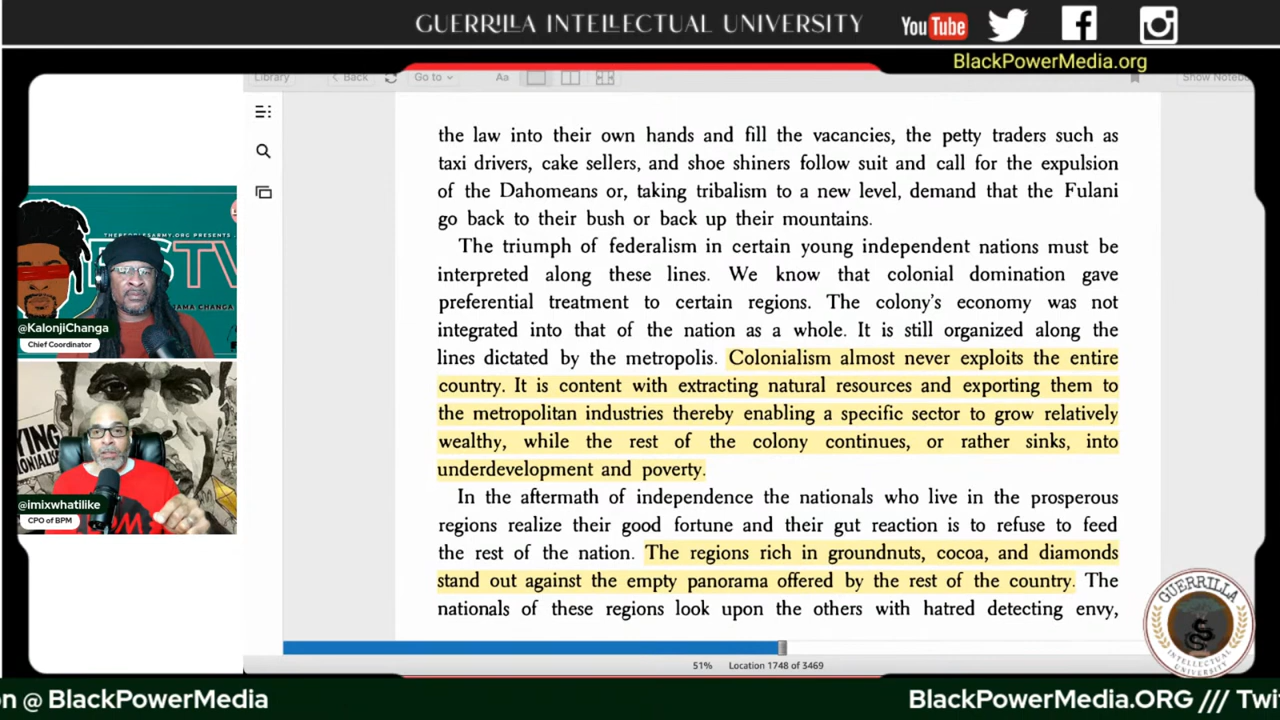 GUERRILLA INTELLECTUAL UNIVERSITY
YouTube
BlackPowerMedia.org
Library
Back
Go to
Aa
the law into their own hands and fill the vacancies, the petty traders such as
taxi drivers, cake sellers, and shoe shiners follow suit and call for the expulsion
of the Dahomeans or, taking tribalism to a new level, demand that the Fulani
go back to their bush or back up their mountains.
The triumph of federalism in certain young independent nations must be
interpreted along these lines. We know that colonial domination gave
preferential treatment to certain regions. The colony's economy was not
integrated into that of the nation as a whole. It is still organized along the
lines dictated by the metropolis. Colonialism almost never exploits the entire
country. It is content with extracting natural resources and exporting them to
the metropolitan industries thereby enabling a specific sector to grow relatively
wealthy, while the rest of the colony continues, or rather sinks, into
underdevelopment and poverty.
In the aftermath of independence the nationals who live in the prosperous
regions realize their good fortune and their gut reaction is to refuse to feed
the rest of the nation. The regions rich in groundnuts, cocoa, and diamonds
stand out against the empty panorama offered by the rest of the country. The
nationals of these regions look upon the others with hatred detecting envy,
51% Location 1748 of 3469
@KalonjiChanga
Chief Coordinator
@imixwhatilike
CPO of BPM
GUERRILLA
INTELLECTUAL
UNIVERSITY
on @ BlackPowerMedia
BlackPowerMedia.ORG /// Twi